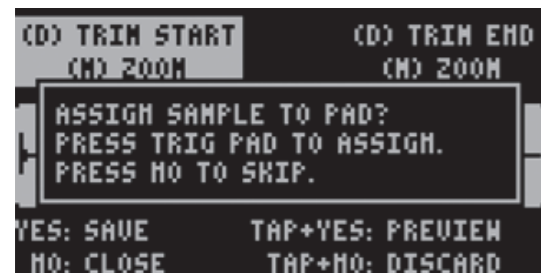 (D) TRIM START (D) TRIM END
(M) ZOOM (M) ZOOM
ASSIGN SAMPLE TO PAD?
PRESS TRIG PAD TO ASSIGN.
PRESS NO TO SKIP.
YES: SAVE TAP+YES: PREVIEW
NO: CLOSE TAP+NO: DISCARD